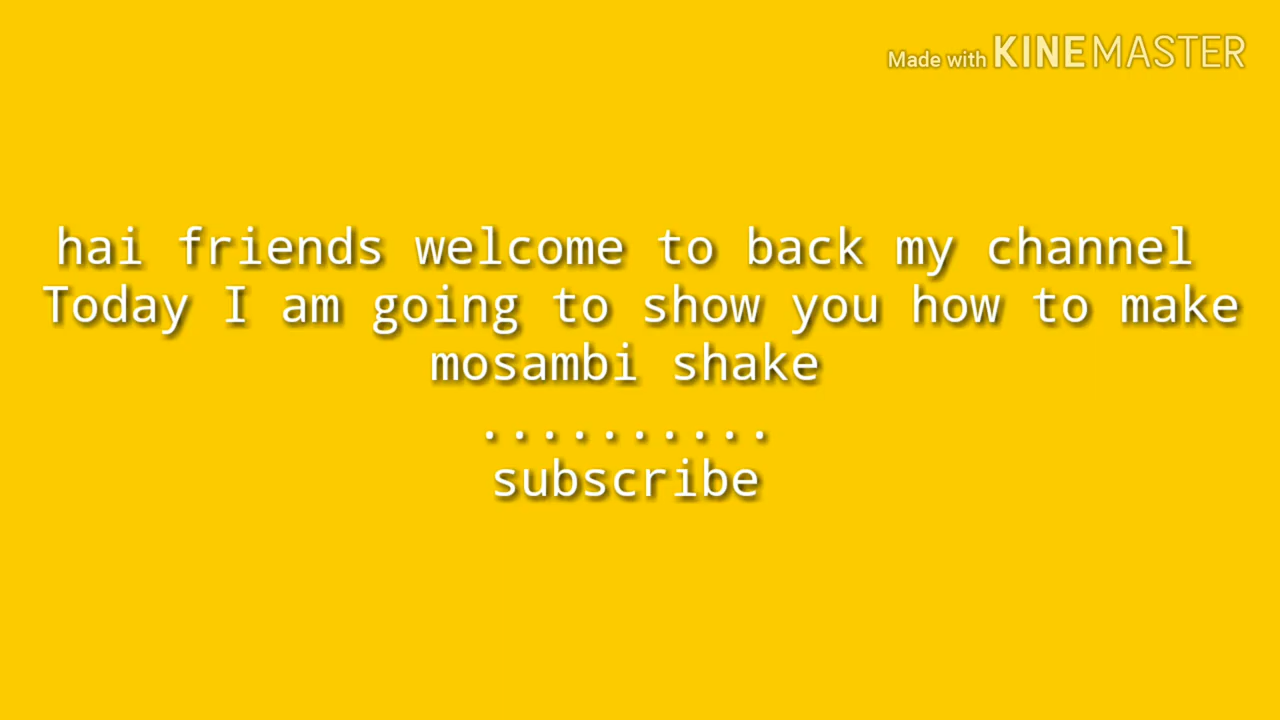 Made with KINEMASTER
hai friends welcome to back my channel
Today I am going to show you how to make
mosambi shake
..........
subscribe